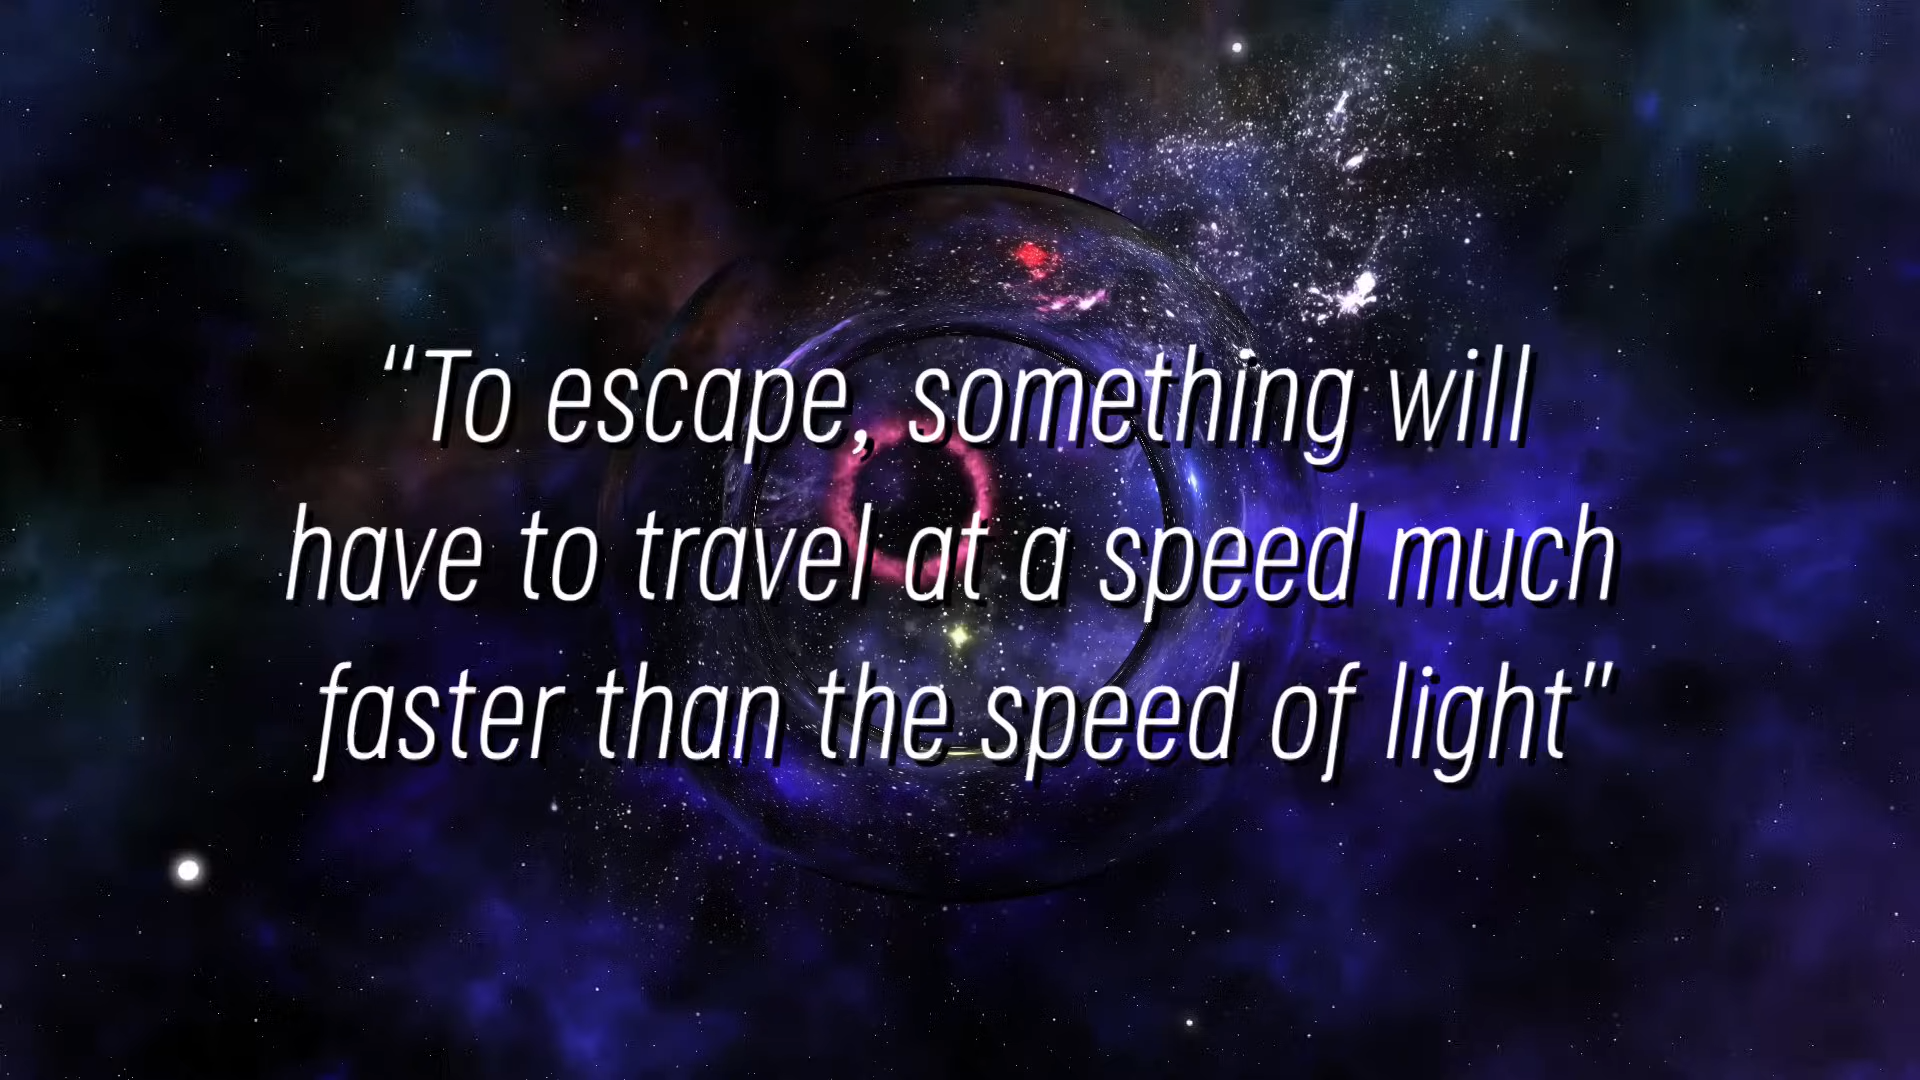 “To escape, something will
have to travel at a speed much
faster than the speed of light”